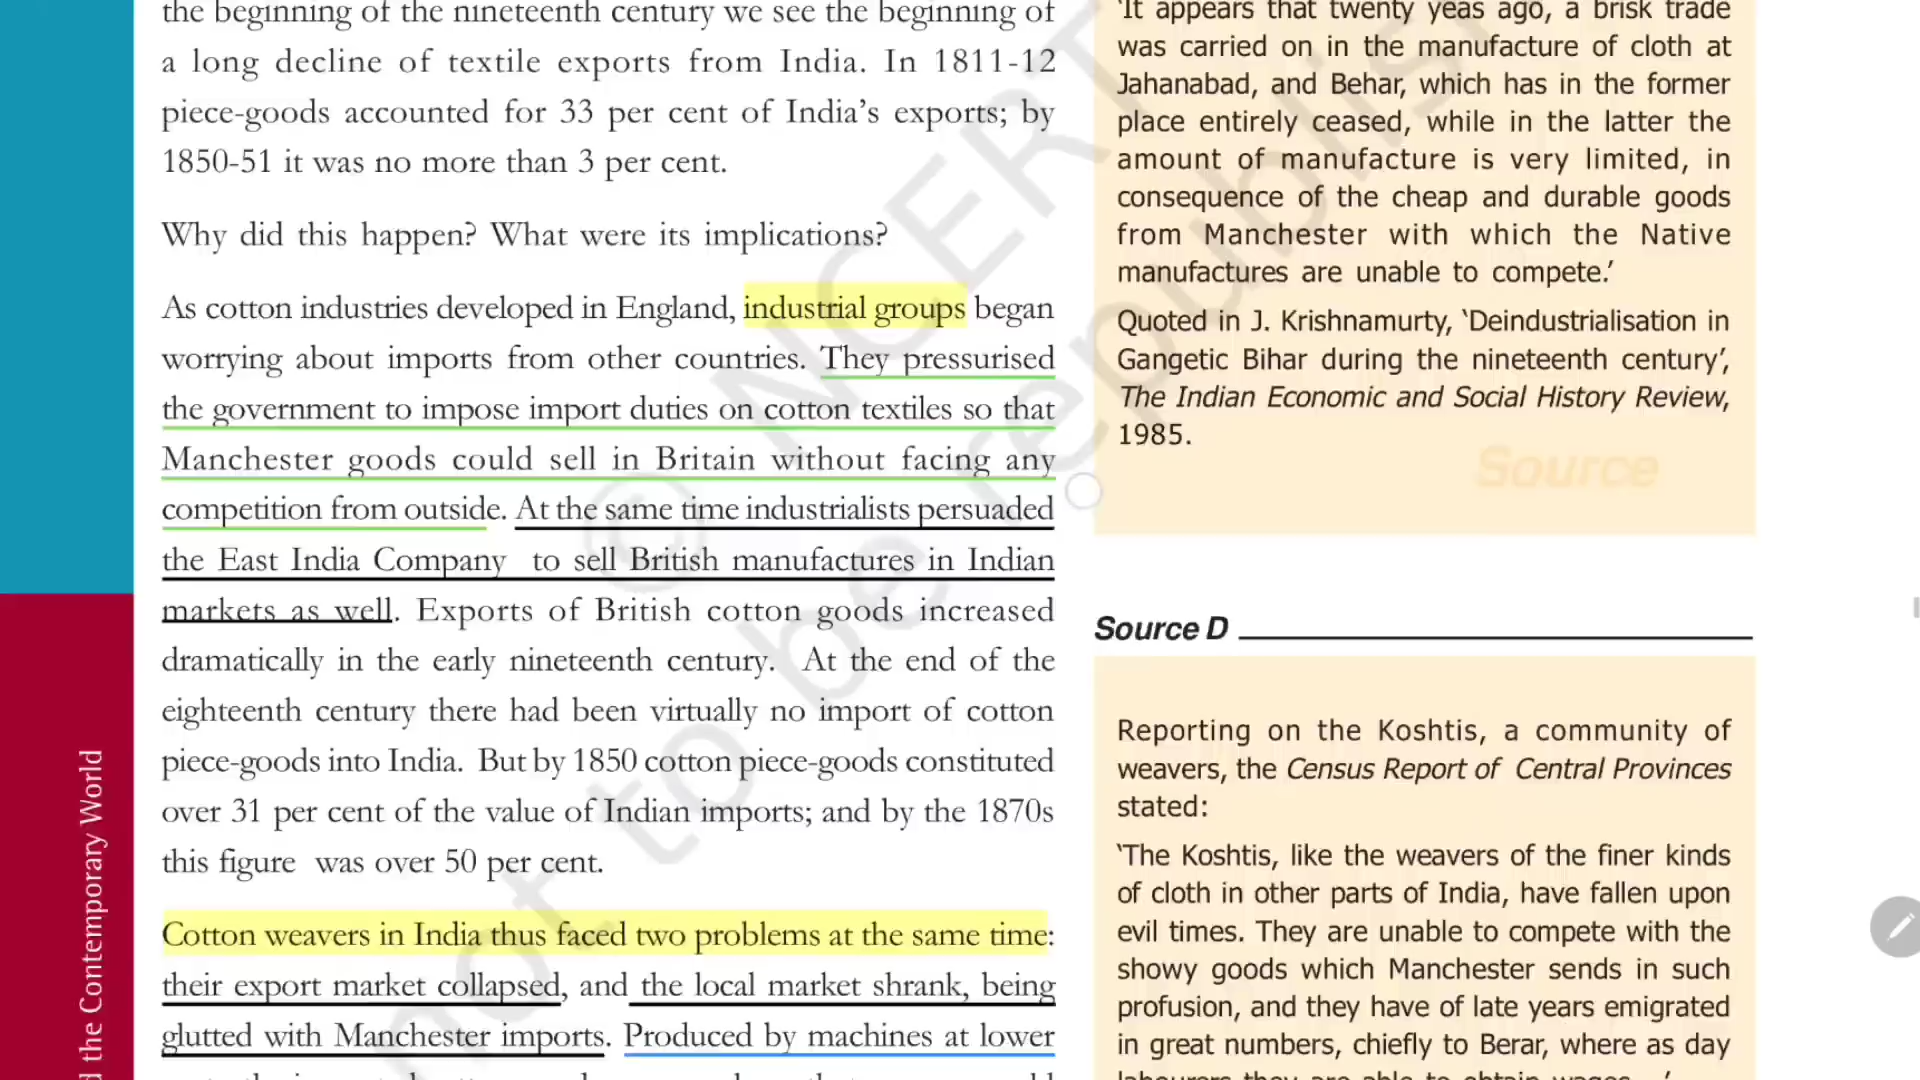 the beginning of the nineteenth century we see the beginning of
a long decline of textile exports from India. In 1811-12
piece-goods accounted for 33 per cent of India’s exports; by
1850-51 it was no more than 3 per cent.
Why did this happen? What were its implications?
As cotton industries developed in England, industrial groups began
worrying about imports from other countries. They pressurised
the government to impose import duties on cotton textiles so that
Manchester goods could sell in Britain without facing any
competition from outside. At the same time industrialists persuaded
the East India Company to sell British manufactures in Indian
markets as well. Exports of British cotton goods increased
dramatically in the early nineteenth century. At the end of the
eighteenth century there had been virtually no import of cotton
piece-goods into India. But by 1850 cotton piece-goods constituted
over 31 per cent of the value of Indian imports; and by the 1870s
this figure was over 50 per cent.
Cotton weavers in India thus faced two problems at the same time:
their export market collapsed, and the local market shrank, being
glutted with Manchester imports. Produced by machines at lower
‘It appears that twenty yeas ago, a brisk trade
was carried on in the manufacture of cloth at
Jahanabad, and Behar, which has in the former
place entirely ceased, while in the latter the
amount of manufacture is very limited, in
consequence of the cheap and durable goods
from Manchester with which the Native
manufactures are unable to compete.’
Quoted in J. Krishnamurty, ‘Deindustrialisation in
Gangetic Bihar during the nineteenth century’,
The Indian Economic and Social History Review,
1985.
Source
Source D
Reporting on the Koshtis, a community of
weavers, the Census Report of Central Provinces
stated:
‘The Koshtis, like the weavers of the finer kinds
of cloth in other parts of India, have fallen upon
evil times. They are unable to compete with the
showy goods which Manchester sends in such
profusion, and they have of late years emigrated
in great numbers, chiefly to Berar, where as day
labourers they are able to obtain wages ...’
the Contemporary World
© NCERT
not to be republis